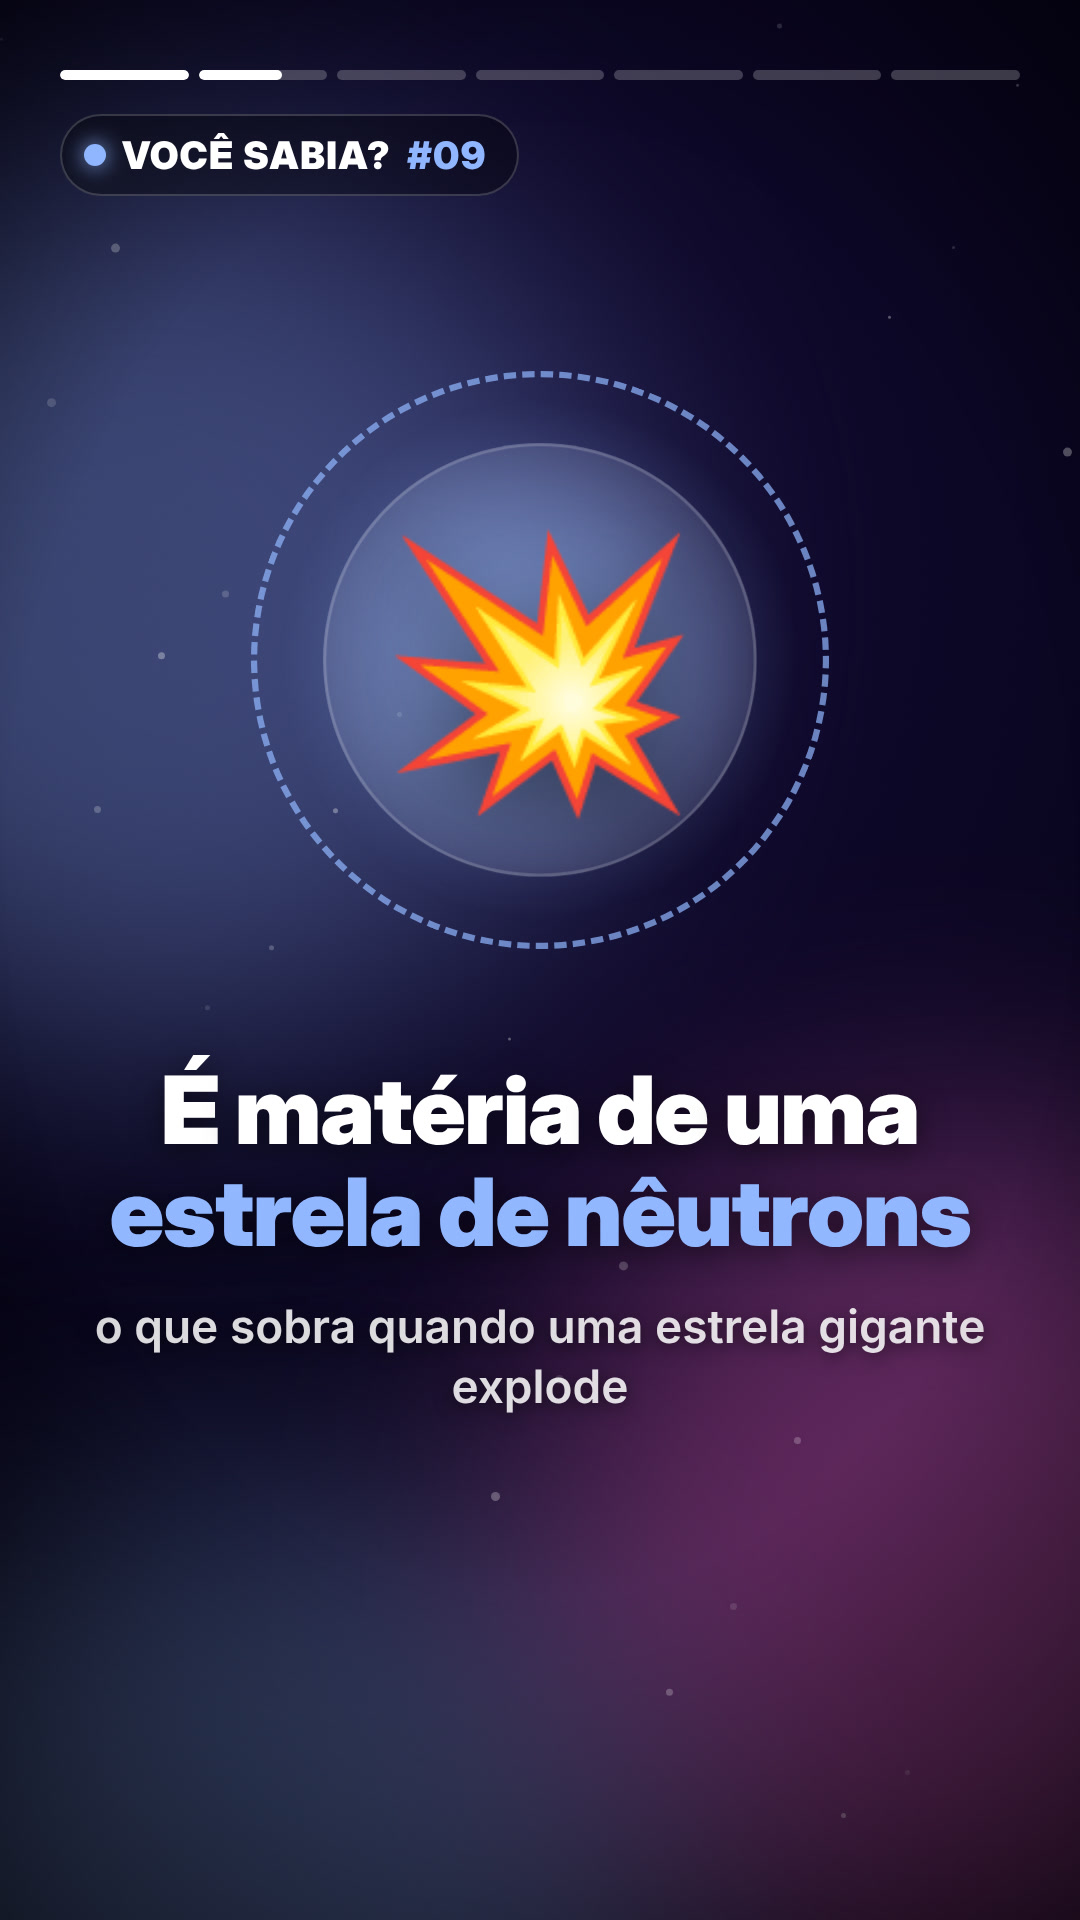 VOCÊ SABIA? #09
É matéria de uma
estrela de nêutrons
o que sobra quando uma estrela gigante
explode